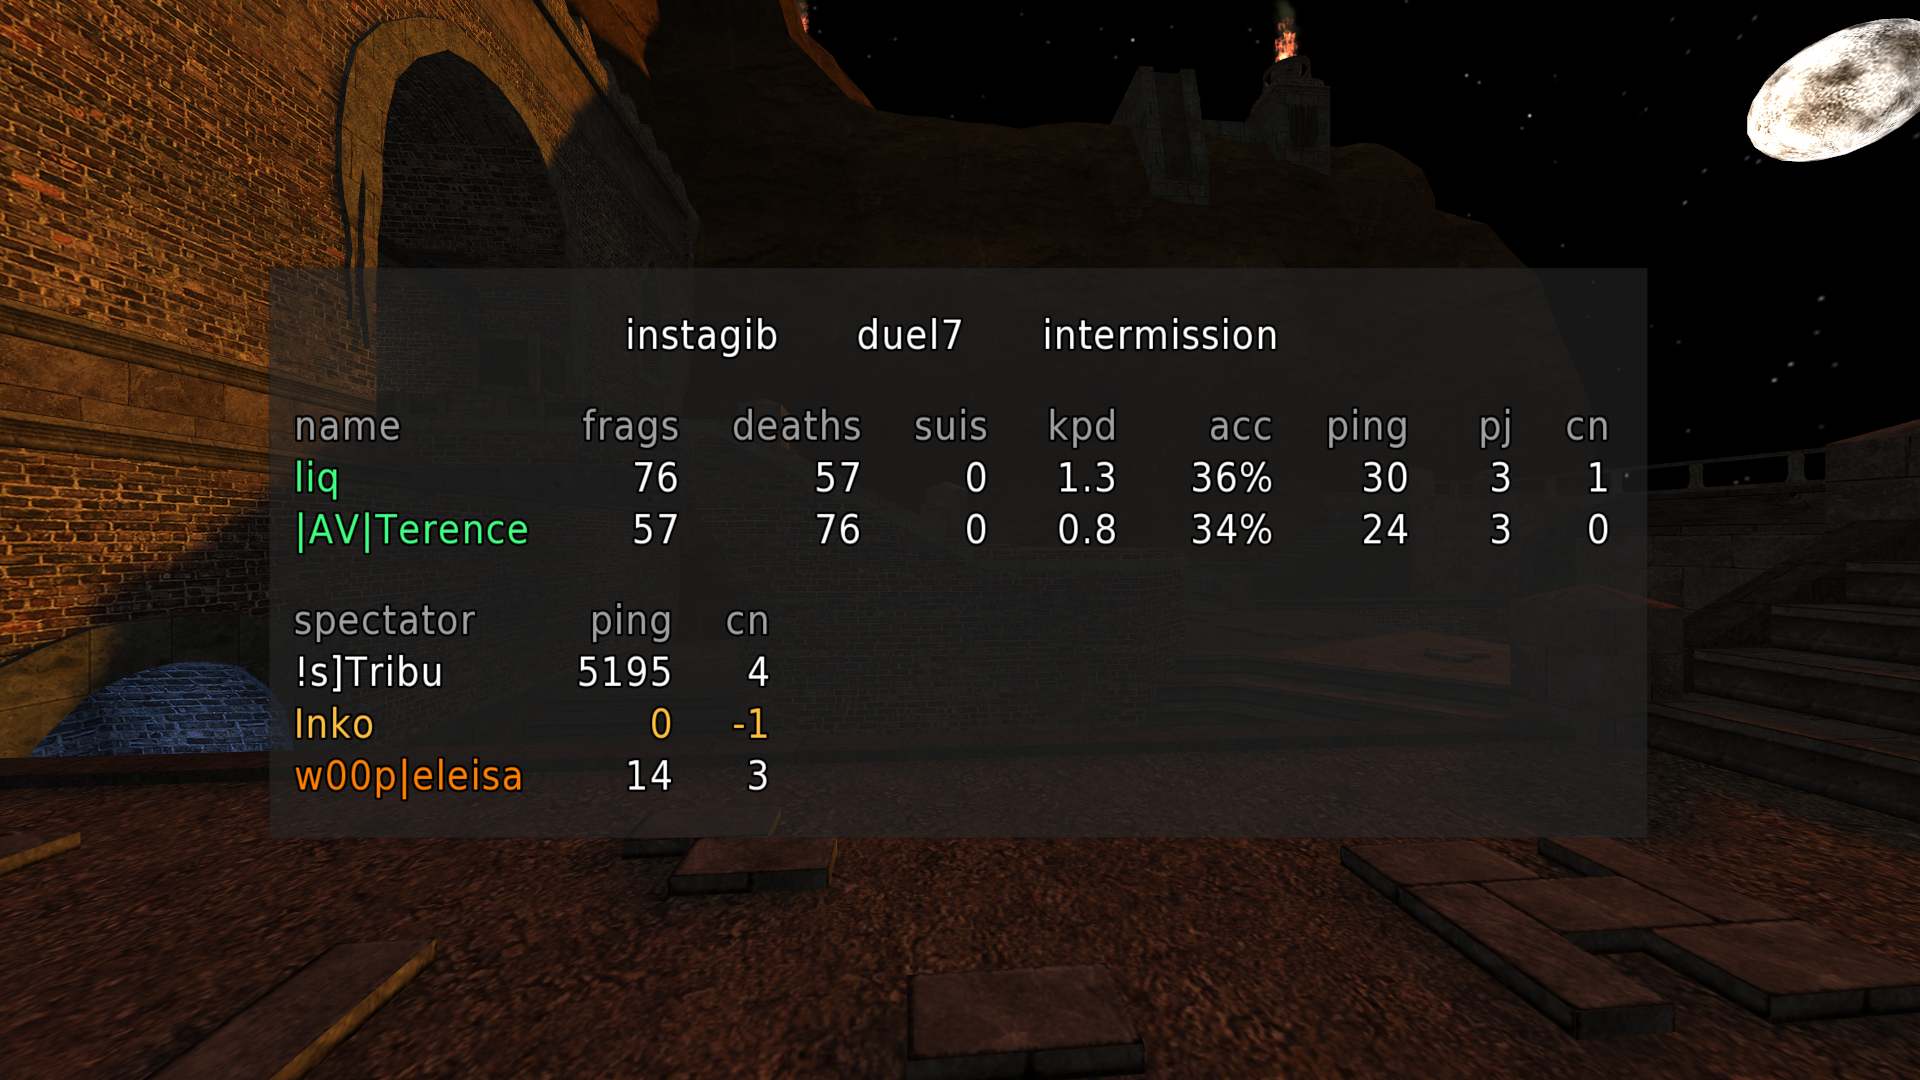 instagib duel7 intermission
name frags deaths suis kpd acc ping pj cn
liq 76 57 0 1.3 36% 30 3 1
|AV|Terence 57 76 0 0.8 34% 24 3 0
spectator ping cn
!s]Tribu 5195 4
Inko 0 -1
w00p|eleisa 14 3